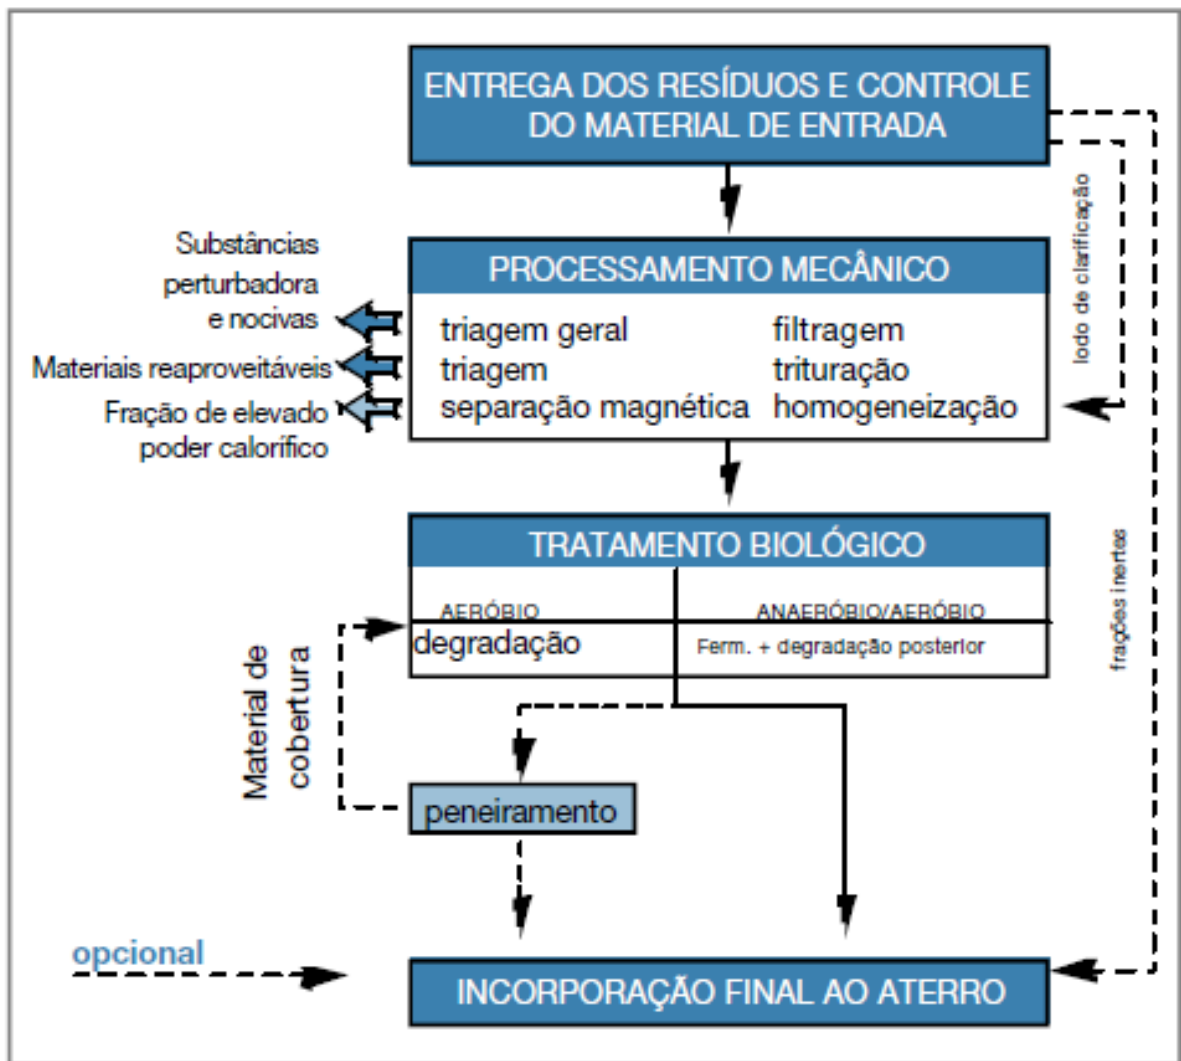 ENTREGA DOS RESÍDUOS E CONTROLE
DO MATERIAL DE ENTRADA
lodo de clarificação
frações inertes
PROCESSAMENTO MECÂNICO
triagem geral
filtragem
triagem
trituração
separação magnética
homogeneização
Substâncias
perturbadora
e nocivas
Materiais reaproveitáveis
Fração de elevado
poder calorífico
TRATAMENTO BIOLÓGICO
AERÓBIO
ANAERÓBIO/AERÓBIO
degradação
Ferm. + degradação posterior
Material de
cobertura
peneiramento
opcional
INCORPORAÇÃO FINAL AO ATERRO